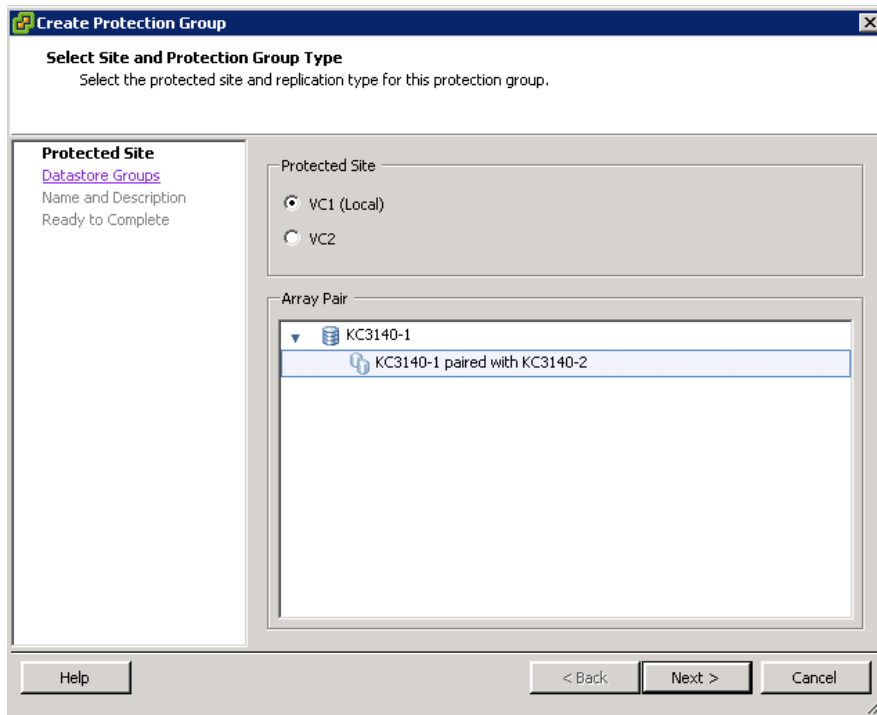 Create Protection Group
Select Site and Protection Group Type
Select the protected site and replication type for this protection group.
Protected Site
Datastore Groups
Name and Description
Ready to Complete
Protected Site
VC1 (Local)
VC2
Array Pair
KC3140-1
KC3140-1 paired with KC3140-2
Help
< Back
Next >
Cancel